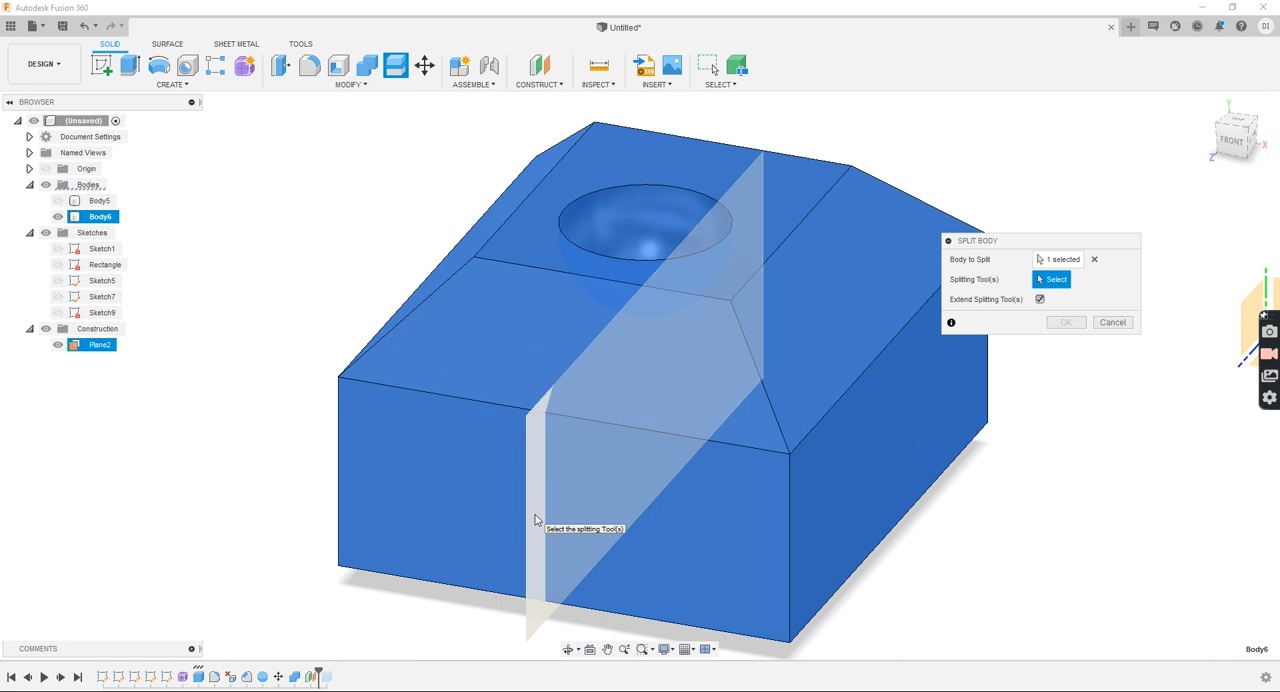 Autodesk Fusion 360
Untitled*
DI
DESIGN
SOLID SURFACE SHEET METAL TOOLS
CREATE MODIFY ASSEMBLE CONSTRUCT INSPECT INSERT SELECT
BROWSER
(Unsaved)
Document Settings
Named Views
Origin
Bodies
Body5
Body6
Sketches
Sketch1
Rectangle
Sketch5
Sketch7
Sketch9
Construction
Plane2
Y
TOP
FRONT
X
Z
SPLIT BODY
Body to Split 1 selected
Splitting Tool(s) Select
Extend Splitting Tool(s)
OK Cancel
Select the splitting Tool(s)
COMMENTS
Body6